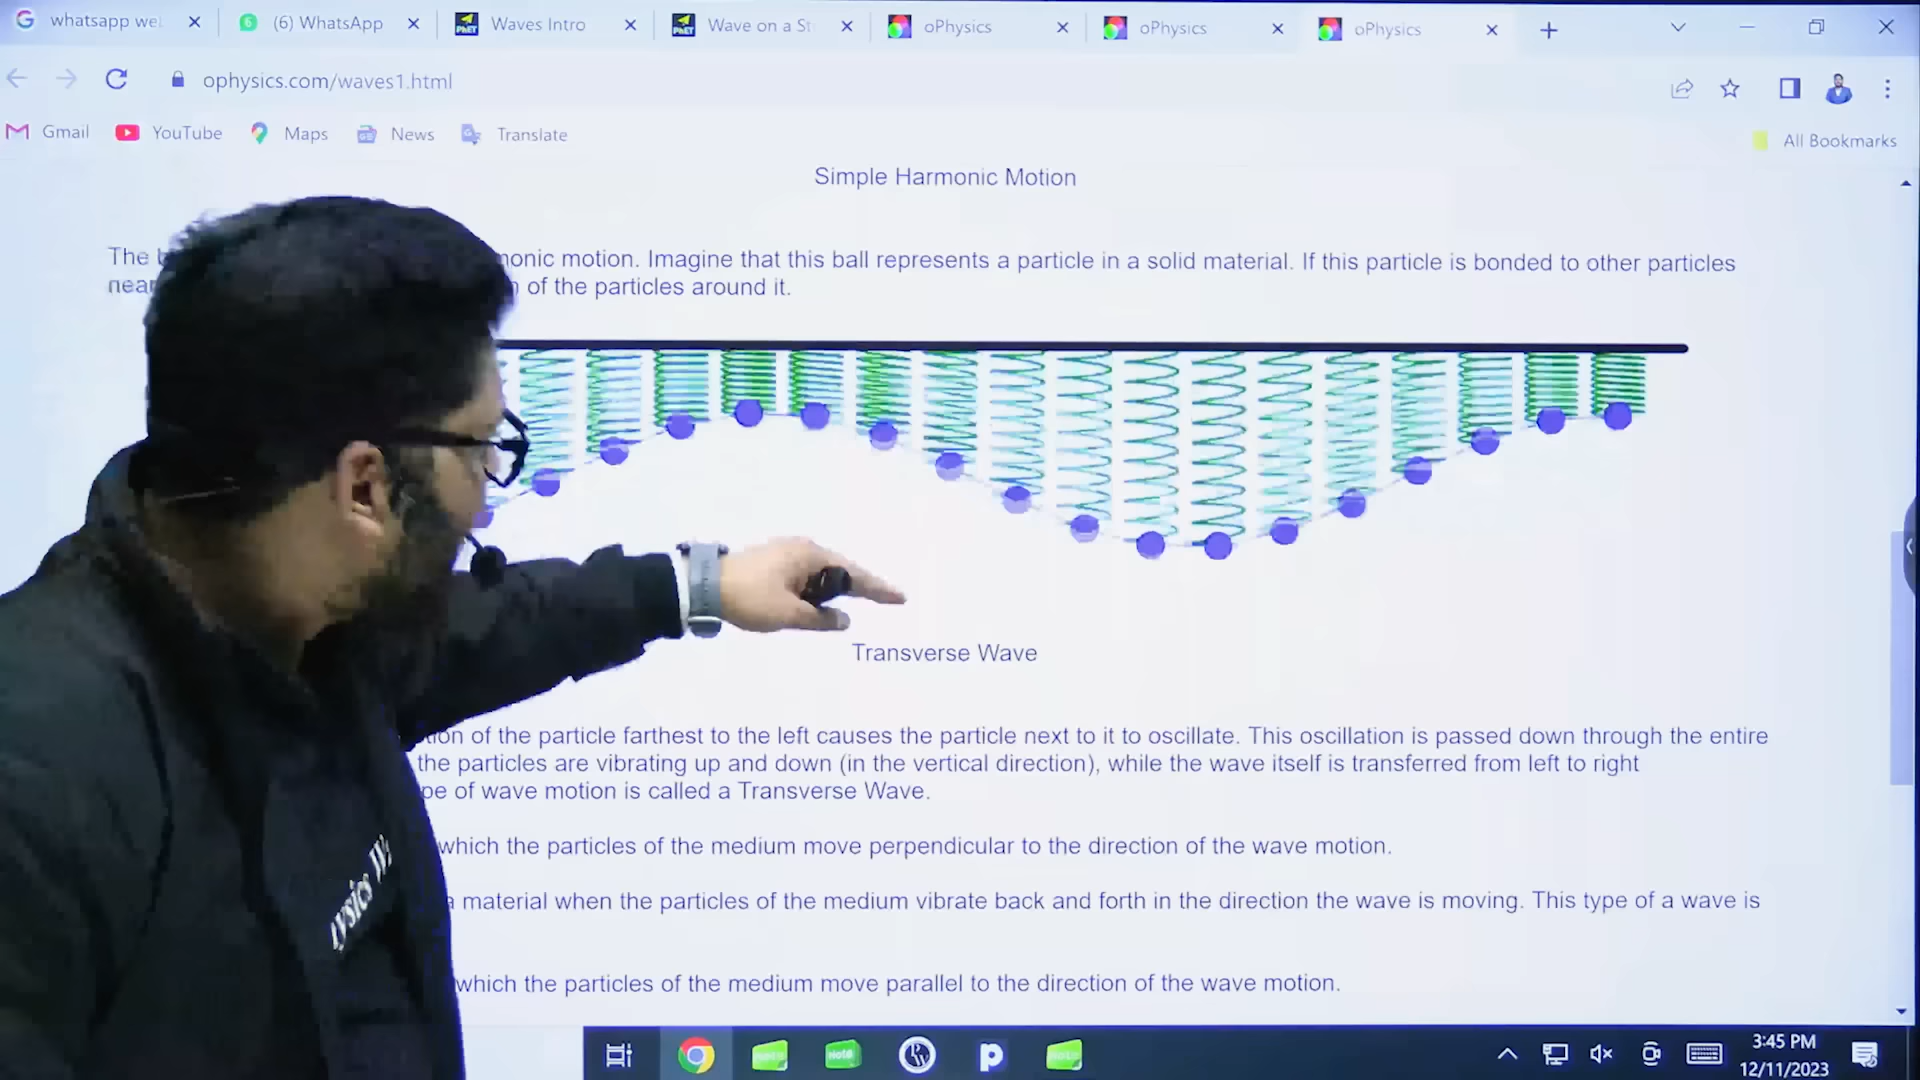 whatsapp we
(6) WhatsApp
Waves Intro
Wave on a St
oPhysics
oPhysics
oPhysics
ophysics.com/waves1.html
Gmail
YouTube
Maps
News
Translate
All Bookmarks
Simple Harmonic Motion
The
onic motion. Imagine that this ball represents a particle in a solid material. If this particle is bonded to other particles
near
of the particles around it.
Transverse Wave
ion of the particle farthest to the left causes the particle next to it to oscillate. This oscillation is passed down through the entire
the particles are vibrating up and down (in the vertical direction), while the wave itself is transferred from left to right
pe of wave motion is called a Transverse Wave.
which the particles of the medium move perpendicular to the direction of the wave motion.
a material when the particles of the medium vibrate back and forth in the direction the wave is moving. This type of a wave is
which the particles of the medium move parallel to the direction of the wave motion.
ysics W
3:45 PM
12/11/2023